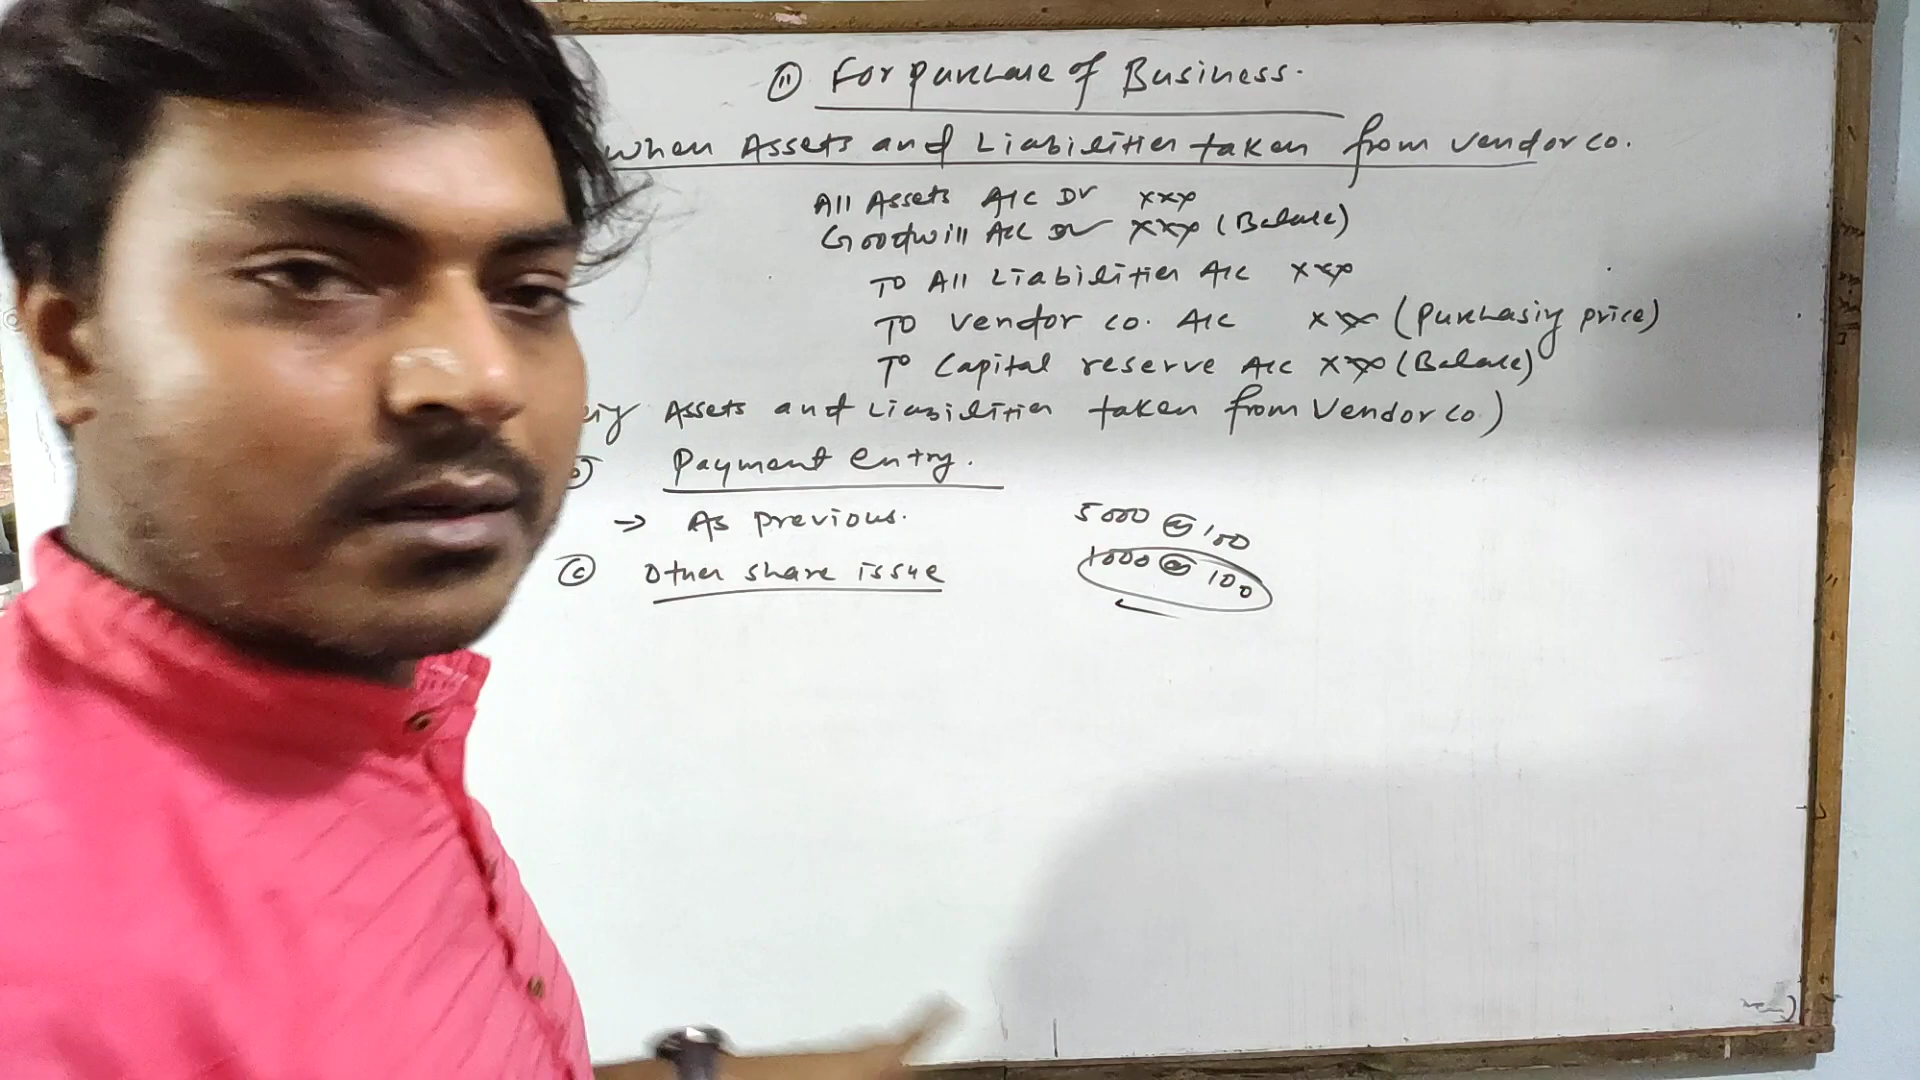 (11) For purchase of Business.
when Assets and Liabilities taken from vendor co.
All Assets A/c Dr xxx
Goodwill A/c Dr xxx (Balance)
To All Liabilities A/c xxx
To Vendor co. A/c xxx (Purchasing price)
To Capital reserve A/c xxx (Balance)
Assets and Liabilities taken from Vendor co.)
Payment entry.
→ As previous.
5000 @ 100
1000 @ 100
(c) Other share issue